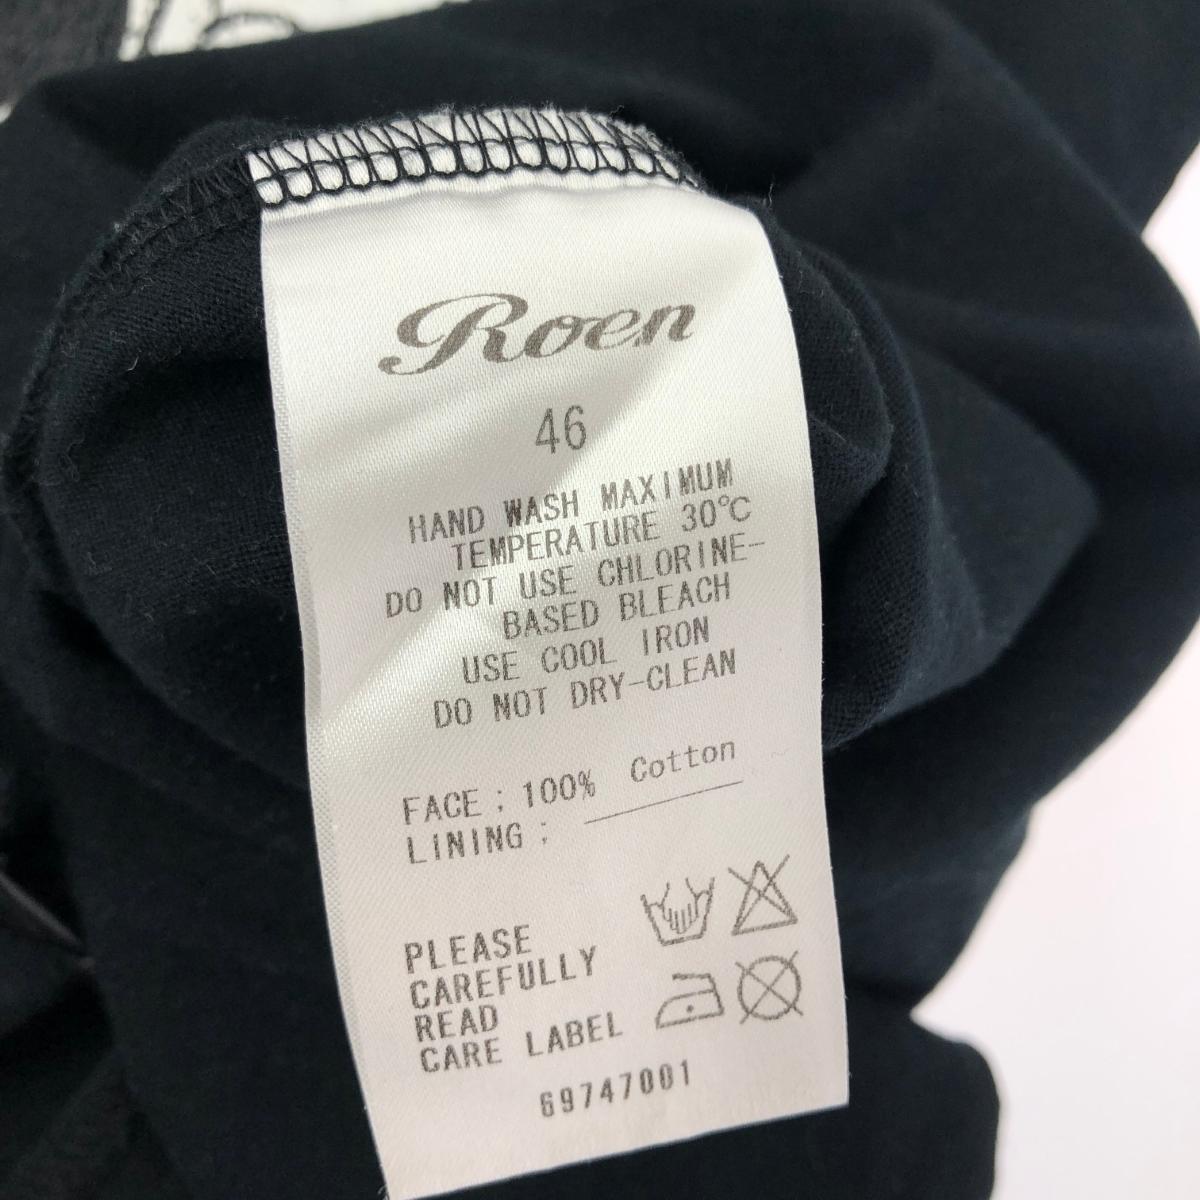 Roen
46
HAND WASH MAXIMUM
TEMPERATURE 30℃
DO NOT USE CHLORINE-
BASED BLEACH
USE COOL IRON
DO NOT DRY-CLEAN
FACE ; 100% Cotton
LINING ;
PLEASE
CAREFULLY
READ
CARE LABEL
69747001